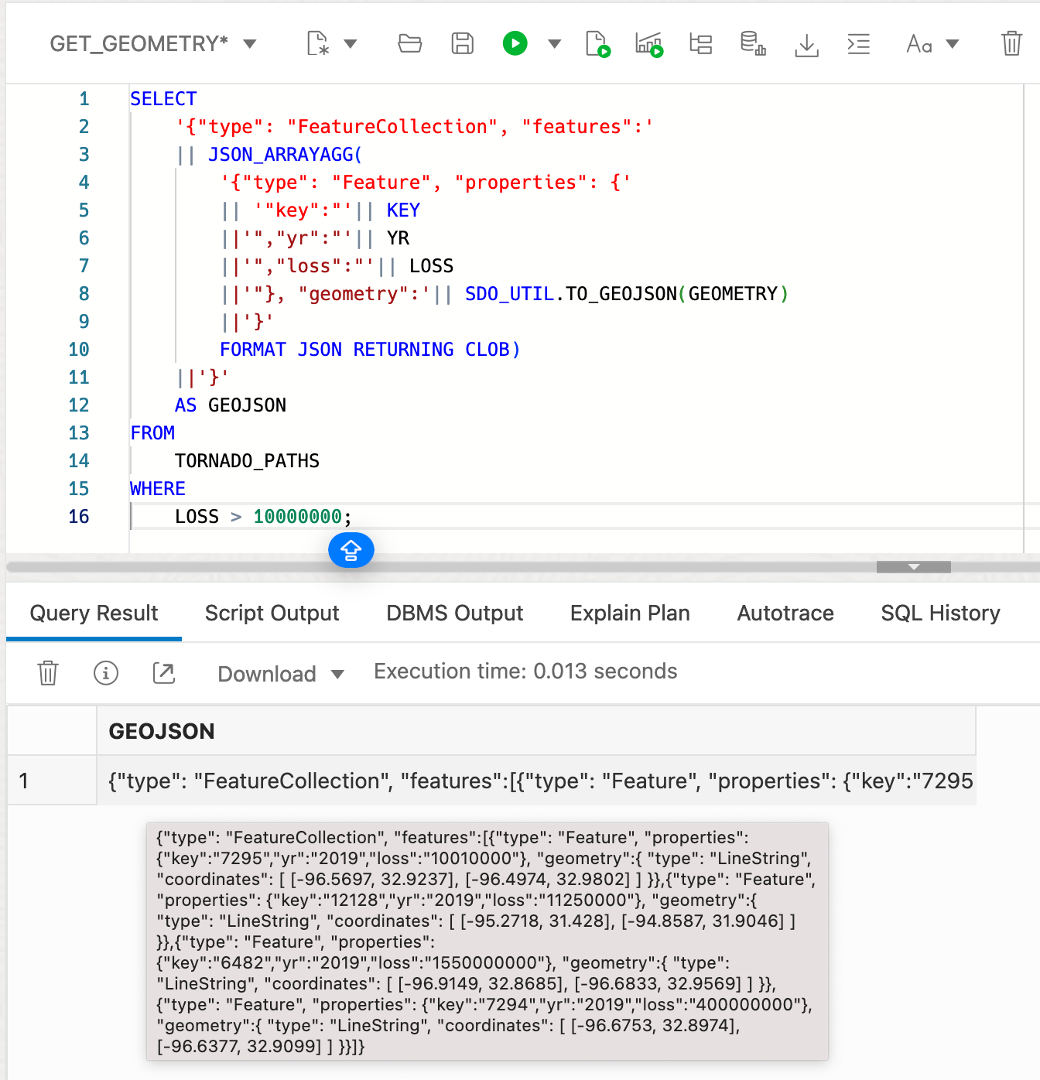 GET_GEOMETRY*
Aa
1 SELECT
2 '{"type": "FeatureCollection", "features":'
3 || JSON_ARRAYAGG(
4 '{"type": "Feature", "properties": {'
5 || '"key":"'|| KEY
6 ||'","yr":"'|| YR
7 ||'","loss":"'|| LOSS
8 ||'"}, "geometry":'|| SDO_UTIL.TO_GEOJSON(GEOMETRY)
9 ||'}'
10 FORMAT JSON RETURNING CLOB)
11 ||'}'
12 AS GEOJSON
13 FROM
14 TORNADO_PATHS
15 WHERE
16 LOSS > 10000000;
Query Result Script Output DBMS Output Explain Plan Autotrace SQL History
Download Execution time: 0.013 seconds
GEOJSON
1 {"type": "FeatureCollection", "features":[{"type": "Feature", "properties": {"key":"7295
{"type": "FeatureCollection", "features":[{"type": "Feature", "properties":
{"key":"7295","yr":"2019","loss":"10010000"}, "geometry":{ "type": "LineString",
"coordinates": [ [-96.5697, 32.9237], [-96.4974, 32.9802] ] }},{"type": "Feature",
"properties": {"key":"12128","yr":"2019","loss":"11250000"}, "geometry":{
"type": "LineString", "coordinates": [ [-95.2718, 31.428], [-94.8587, 31.9046] ]
}},{"type": "Feature", "properties":
{"key":"6482","yr":"2019","loss":"1550000000"}, "geometry":{ "type":
"LineString", "coordinates": [ [-96.9149, 32.8685], [-96.6833, 32.9569] ] }},
{"type": "Feature", "properties": {"key":"7294","yr":"2019","loss":"400000000"},
"geometry":{ "type": "LineString", "coordinates": [ [-96.6753, 32.8974],
[-96.6377, 32.9099] ] }}]}